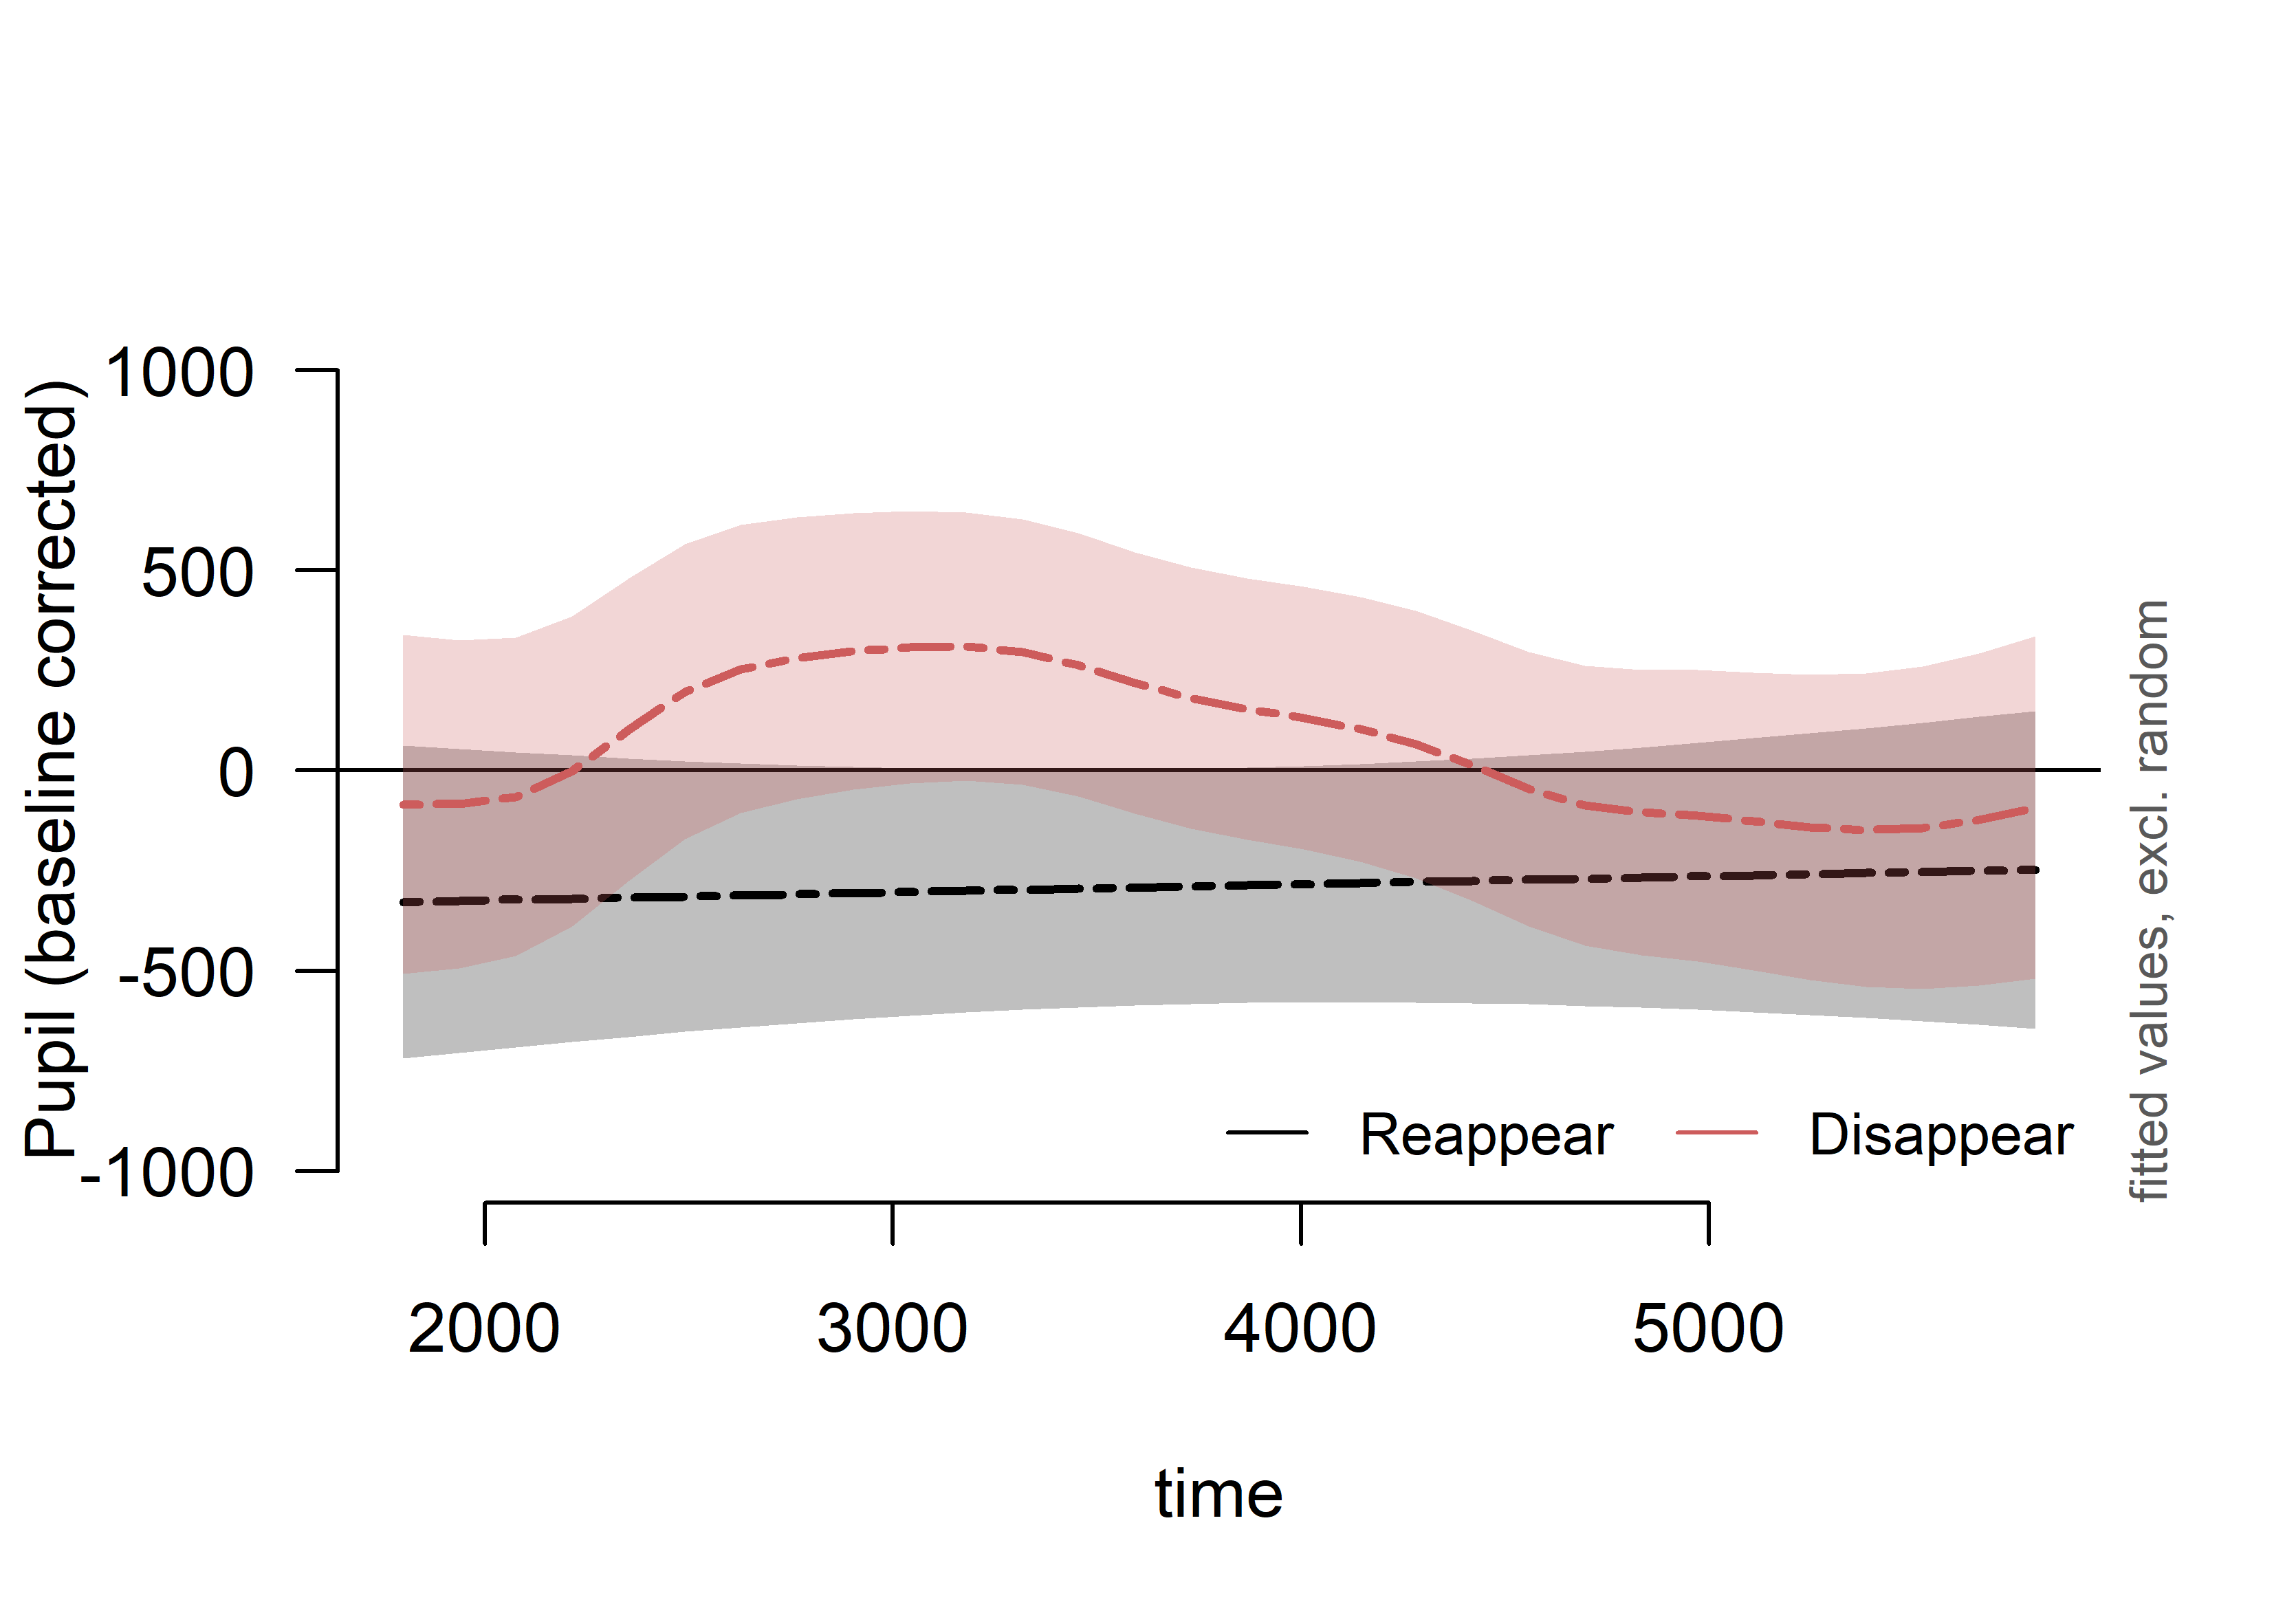 Pupil (baseline corrected)
1000
500
0
-500
-1000
Reappear
Disappear
2000
3000
4000
5000
time
fitted values, excl. random